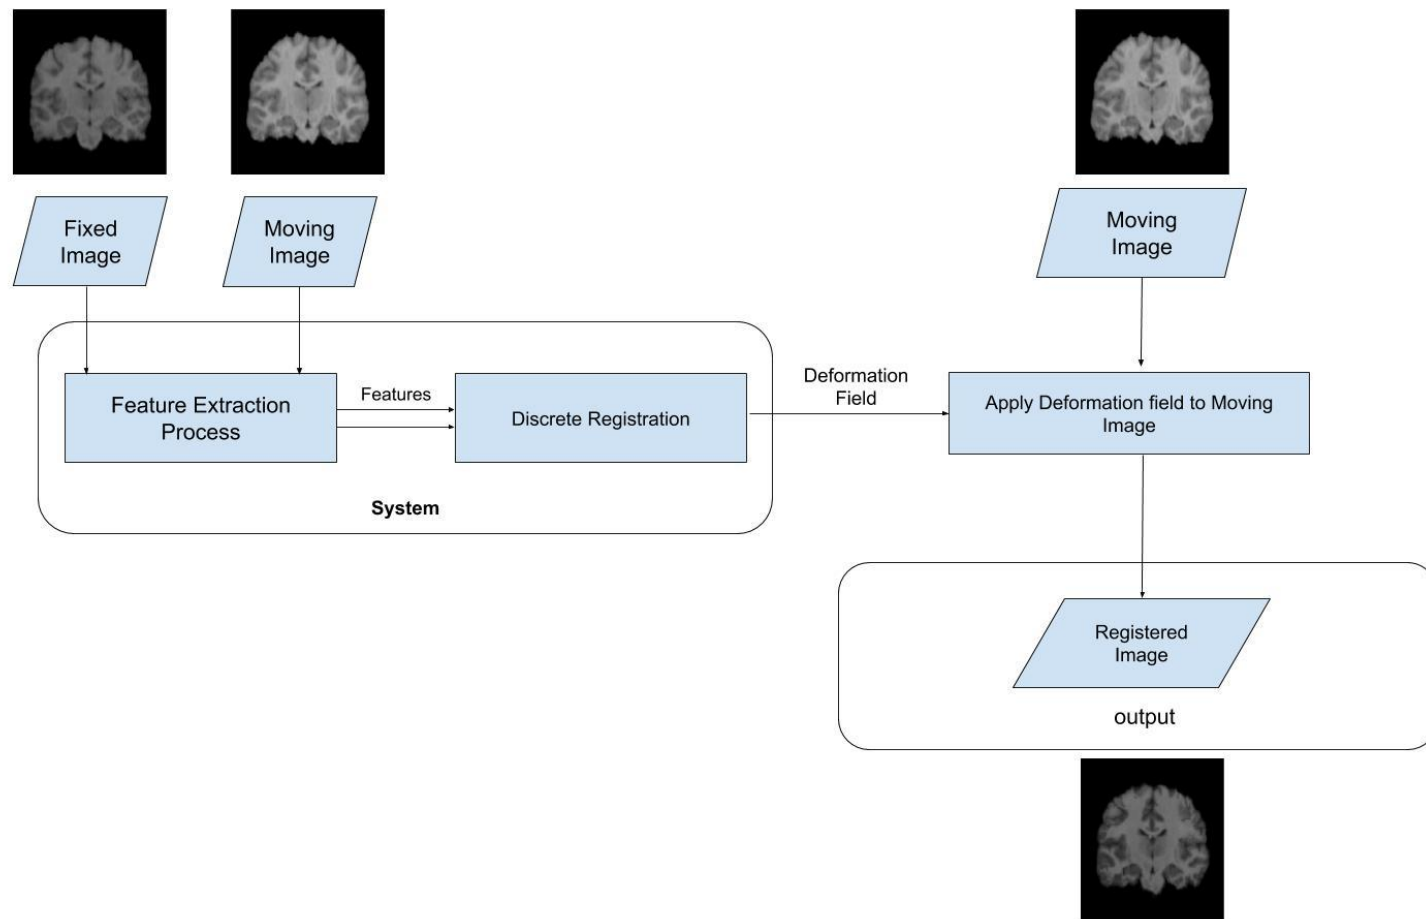 Fixed
Image
Moving
Image
Moving
Image
Feature Extraction
Process
Features
Discrete Registration
System
Deformation
Field
Apply Deformation field to Moving
Image
Registered
Image
output